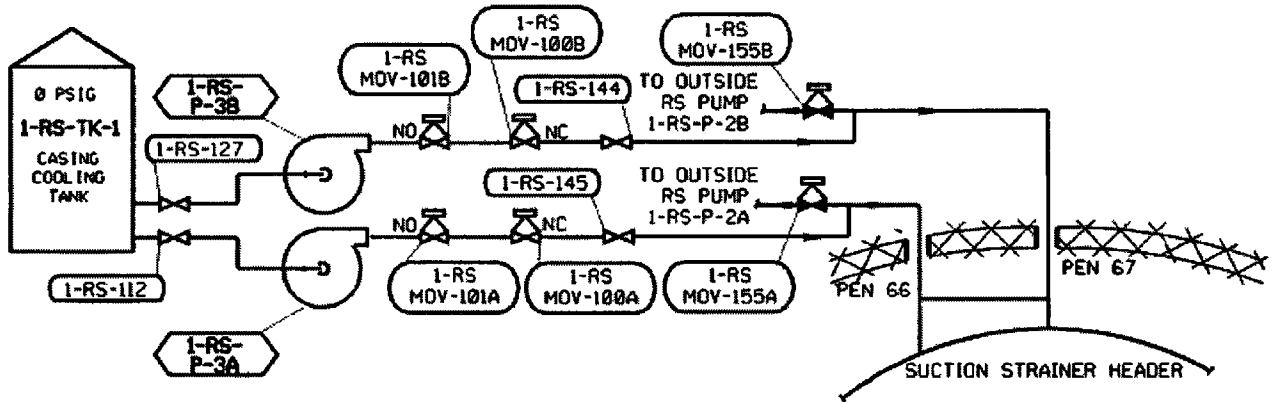 0 PSIG
1-RS-TK-1
CASING
COOLING
TANK
1-RS-127
1-RS-112
1-RS-
P-3B
1-RS-
P-3A
1-RS
MOV-101B
1-RS
MOV-100B
1-RS-144
1-RS
MOV-155B
TO OUTSIDE
RS PUMP
1-RS-P-2B
NO
NC
1-RS-145
TO OUTSIDE
RS PUMP
1-RS-P-2A
NO
NC
1-RS
MOV-101A
1-RS
MOV-100A
1-RS
MOV-155A
PEN 66
PEN 67
SUCTION STRAINER HEADER